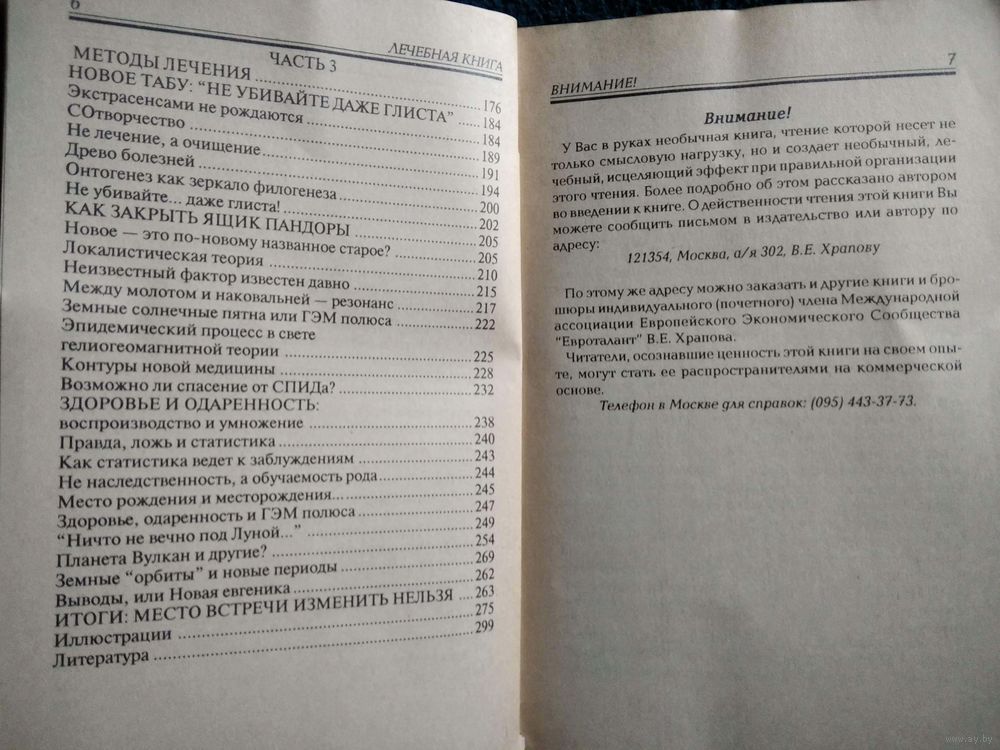 6
ЛЕЧЕБНАЯ КНИГА
ЧАСТЬ 3
МЕТОДЫ ЛЕЧЕНИЯ ... 176
НОВОЕ ТАБУ: “НЕ УБИВАЙТЕ ДАЖЕ ГЛИСТА” ... 184
Экстрасенсами не рождаются ... 184
СОтворчество ... 189
Не лечение, а очищение ... 191
Древо болезней ... 194
Онтогенез как зеркало филогенеза ... 200
Не убивайте... даже глиста! ... 202
КАК ЗАКРЫТЬ ЯЩИК ПАНДОРЫ ... 205
Новое — это по-новому названное старое? ... 205
Локалистическая теория ... 210
Неизвестный фактор известен давно ... 215
Между молотом и наковальней — резонанс ... 217
Земные солнечные пятна или ГЭМ полюса ... 222
Эпидемический процесс в свете
гелиогеомагнитной теории ... 225
Контуры новой медицины ... 228
Возможно ли спасение от СПИДа? ... 232
ЗДОРОВЬЕ И ОДАРЕННОСТЬ:
воспроизводство и умножение ... 238
Правда, ложь и статистика ... 240
Как статистика ведет к заблуждениям ... 243
Не наследственность, а обучаемость рода ... 244
Место рождения и месторождения... 245
Здоровье, одаренность и ГЭМ полюса ... 247
“Ничто не вечно под Луной...” ... 249
Планета Вулкан и другие? ... 254
Земные “орбиты” и новые периоды ... 269
Выводы, или Новая евгеника ... 262
ИТОГИ: МЕСТО ВСТРЕЧИ ИЗМЕНИТЬ НЕЛЬЗЯ ... 263
Иллюстрации ... 275
Литература ... 299
ВНИМАНИЕ!
7
Внимание!
У Вас в руках необычная книга, чтение которой несет не
только смысловую нагрузку, но и создает необычный, ле-
чебный, исцеляющий эффект при правильной организации
этого чтения. Более подробно об этом рассказано автором
во введении к книге. О действенности чтения этой книги Вы
можете сообщить письмом в издательство или автору по
адресу:
121354, Москва, а/я 302, В.Е. Храпову
По этому же адресу можно заказать и другие книги и бро-
шюры индивидуального (почетного) члена Международной
ассоциации Европейского Экономического Сообщества
“Евроталант” В.Е. Храпова.
Читатели, осознавшие ценность этой книги на своем опы-
те, могут стать ее распространителями на коммерческой
основе.
Телефон в Москве для справок: (095) 443-37-73.
www.ay.by